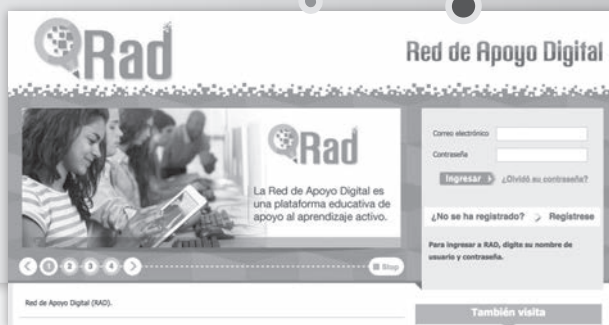 Rad
Red de Apoyo Digital
Rad
La Red de Apoyo Digital es
una plataforma educativa de
apoyo al aprendizaje activo.
1 2 3 4
Stop
Correo electrónico
Contraseña
Ingresar
¿Olvidó su contraseña?
¿No se ha registrado?
Regístrese
Para ingresar a RAD, digite su nombre de
usuario y contraseña.
Red de Apoyo Digital (RAD).
También visita